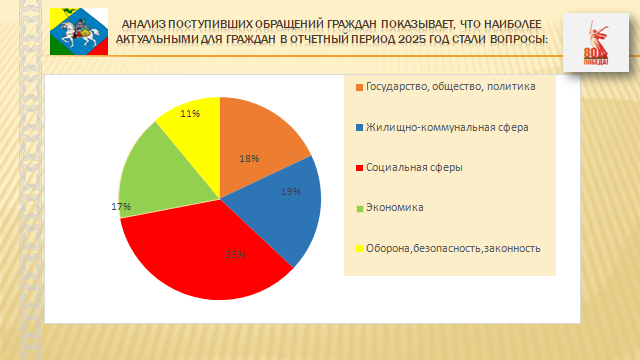 АНАЛИЗ ПОСТУПИВШИХ ОБРАЩЕНИЙ ГРАЖДАН ПОКАЗЫВАЕТ, ЧТО НАИБОЛЕЕ
АКТУАЛЬНЫМИ ДЛЯ ГРАЖДАН В ОТЧЕТНЫЙ ПЕРИОД 2025 ГОД СТАЛИ ВОПРОСЫ:
80
ПОБЕДА!
11%
18%
19%
17%
Государство, общество, политика
Жилищно-коммунальная сфера
Социальная сферы
Экономика
Оборона,безопасность,законность